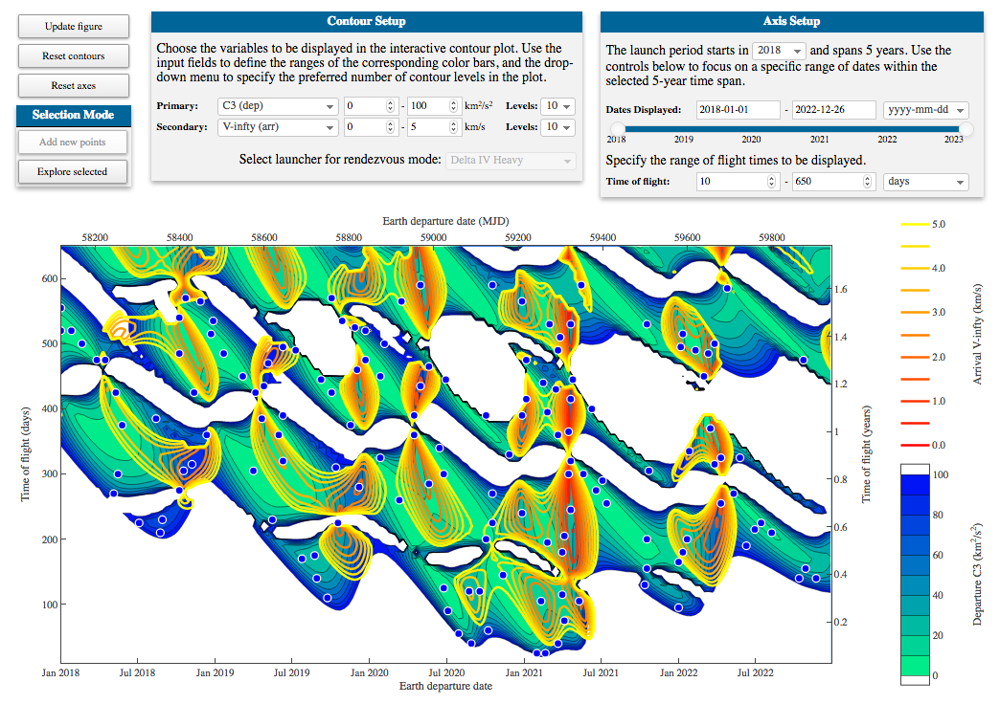 Update figure
Reset contours
Reset axes
Selection Mode
Add new points
Explore selected
Contour Setup
Choose the variables to be displayed in the interactive contour plot. Use the
input fields to define the ranges of the corresponding color bars, and the drop-
down menu to specify the preferred number of contour levels in the plot.
Primary: C3 (dep) 0 - 100 km²/s² Levels: 10
Secondary: V-infty (arr) 0 - 5 km/s Levels: 10
Select launcher for rendezvous mode: Delta IV Heavy
Axis Setup
The launch period starts in 2018 and spans 5 years. Use the
controls below to focus on a specific range of dates within the
selected 5-year time span.
Dates Displayed: 2018-01-01 - 2022-12-26 yyyy-mm-dd
2018 2019 2020 2021 2022 2023
Specify the range of flight times to be displayed.
Time of flight: 10 - 650 days
Earth departure date (MJD)
58200 58400 58600 58800 59000 59200 59400 59600 59800
Time of flight (days)
600
500
400
300
200
100
Jan 2018 Jul 2018 Jan 2019 Jul 2019 Jan 2020 Jul 2020 Jan 2021 Jul 2021 Jan 2022 Jul 2022
Earth departure date
1.6
1.4
1.2
1
0.8
0.6
0.4
0.2
Time of flight (years)
5.0
4.0
3.0
2.0
1.0
0.0
Arrival V-infty (km/s)
100
80
60
40
20
0
Departure C3 (km²/s²)